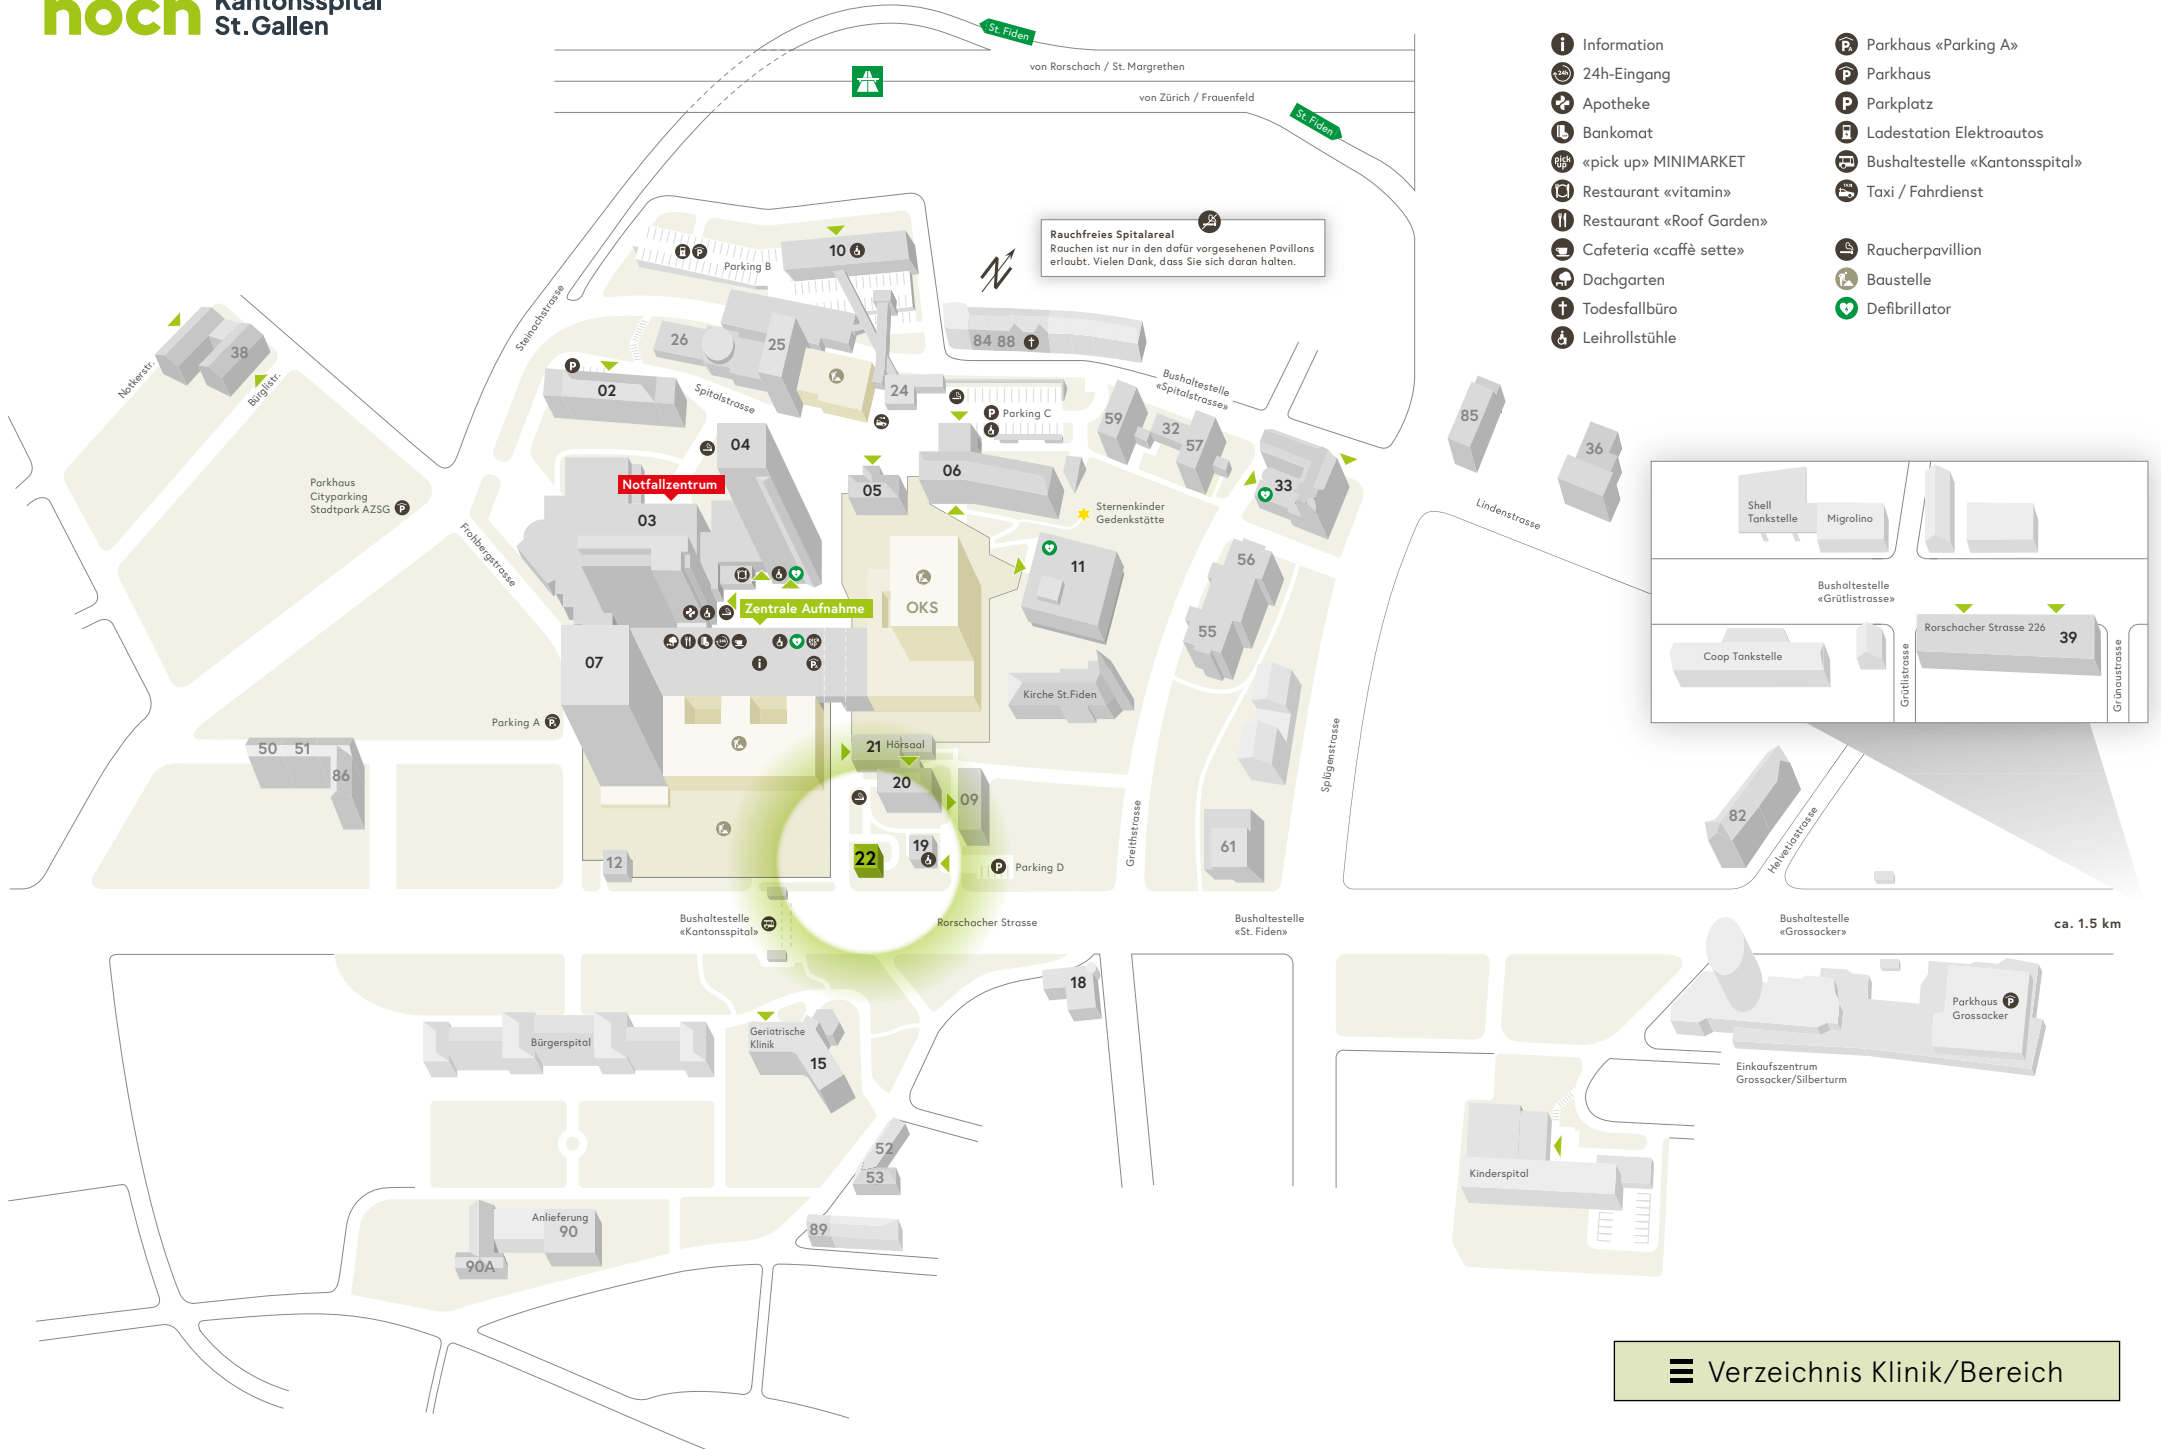 noch Kantonsspital
St.Gallen
St. Fiden
von Rorschach / St. Margrethen
von Zürich / Frauenfeld
St. Fiden
Information
24h-Eingang
Apotheke
Bankomat
«pick up» MINIMARKET
Restaurant «vitamin»
Restaurant «Roof Garden»
Cafeteria «caffè sette»
Dachgarten
Todesfallbüro
Leihrollstühle
Parkhaus «Parking A»
Parkhaus
Parkplatz
Ladestation Elektroautos
Bushaltestelle «Kantonsspital»
Taxi / Fahrdienst
Raucherpavillion
Baustelle
Defibrillator
Rauchfreies Spitalareal
Rauchen ist nur in den dafür vorgesehenen Pavillons
erlaubt. Vielen Dank, dass Sie sich daran halten.
N
10
Parking B
Steinachstrasse
38
Notkerstr.
Bürglistr.
26
25
84 88
02
Spitalstrasse
24
Bushaltestelle
«Spitalstrasse»
Parking C
59
32
57
85
36
04
06
05
33
Notfallzentrum
03
Parkhaus
Cityparking
Stadtpark AZSG
Frohbergstrasse
Sternenkinder
Gedenkstätte
Lindenstrasse
11
56
55
OKS
Zentrale Aufnahme
07
Kirche St.Fiden
Shell
Tankstelle
Migrolino
Bushaltestelle
«Grütlistrasse»
Rorschacher Strasse 226
39
Coop Tankstelle
Grütlistrasse
Grünaustrasse
Parking A
50 51
86
21 Hörsaal
20
09
Splügenstrasse
Greithstrasse
61
82
Helvetiastrasse
12
22
19
Parking D
Bushaltestelle
«Kantonsspital»
Rorschacher Strasse
Bushaltestelle
«St. Fiden»
Bushaltestelle
«Grossacker»
ca. 1.5 km
18
Parkhaus
Grossacker
Einkaufszentrum
Grossacker/Silberturm
Bürgerspital
Geriatrische
Klinik
15
52
53
89
Kinderspital
Anlieferung
90
90A
Verzeichnis Klinik/Bereich